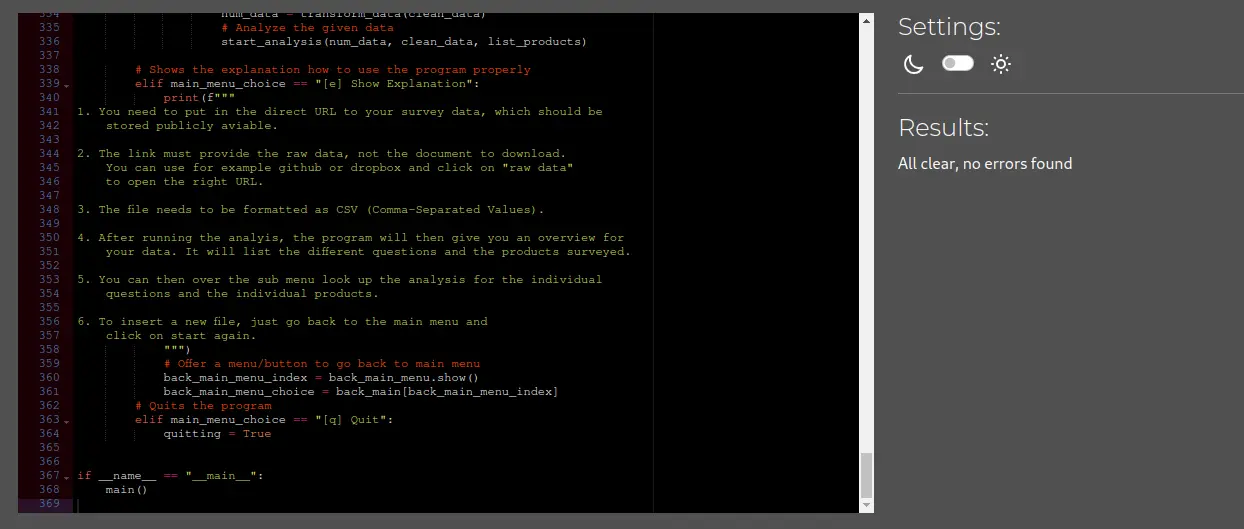 334 num_data = transform_data(clean_data)
335 # Analyze the given data
336 start_analysis(num_data, clean_data, list_products)
337
338 # Shows the explanation how to use the program properly
339 elif main_menu_choice == "[e] Show Explanation":
340 print(f"""
341 1. You need to put in the direct URL to your survey data, which should be
342 stored publicly aviable.
343
344 2. The link must provide the raw data, not the document to download.
345 You can use for example github or dropbox and click on "raw data"
346 to open the right URL.
347
348 3. The file needs to be formatted as CSV (Comma-Separated Values).
349
350 4. After running the analyis, the program will then give you an overview for
351 your data. It will list the different questions and the products surveyed.
352
353 5. You can then over the sub menu look up the analysis for the individual
354 questions and the individual products.
355
356 6. To insert a new file, just go back to the main menu and
357 click on start again.
358 """)
359 # Offer a menu/button to go back to main menu
360 back_main_menu_index = back_main_menu.show()
361 back_main_menu_choice = back_main[back_main_menu_index]
362 # Quits the program
363 elif main_menu_choice == "[q] Quit":
364 quitting = True
365
366
367 if __name__ == "__main__":
368 main()
369
Settings:
Results:
All clear, no errors found